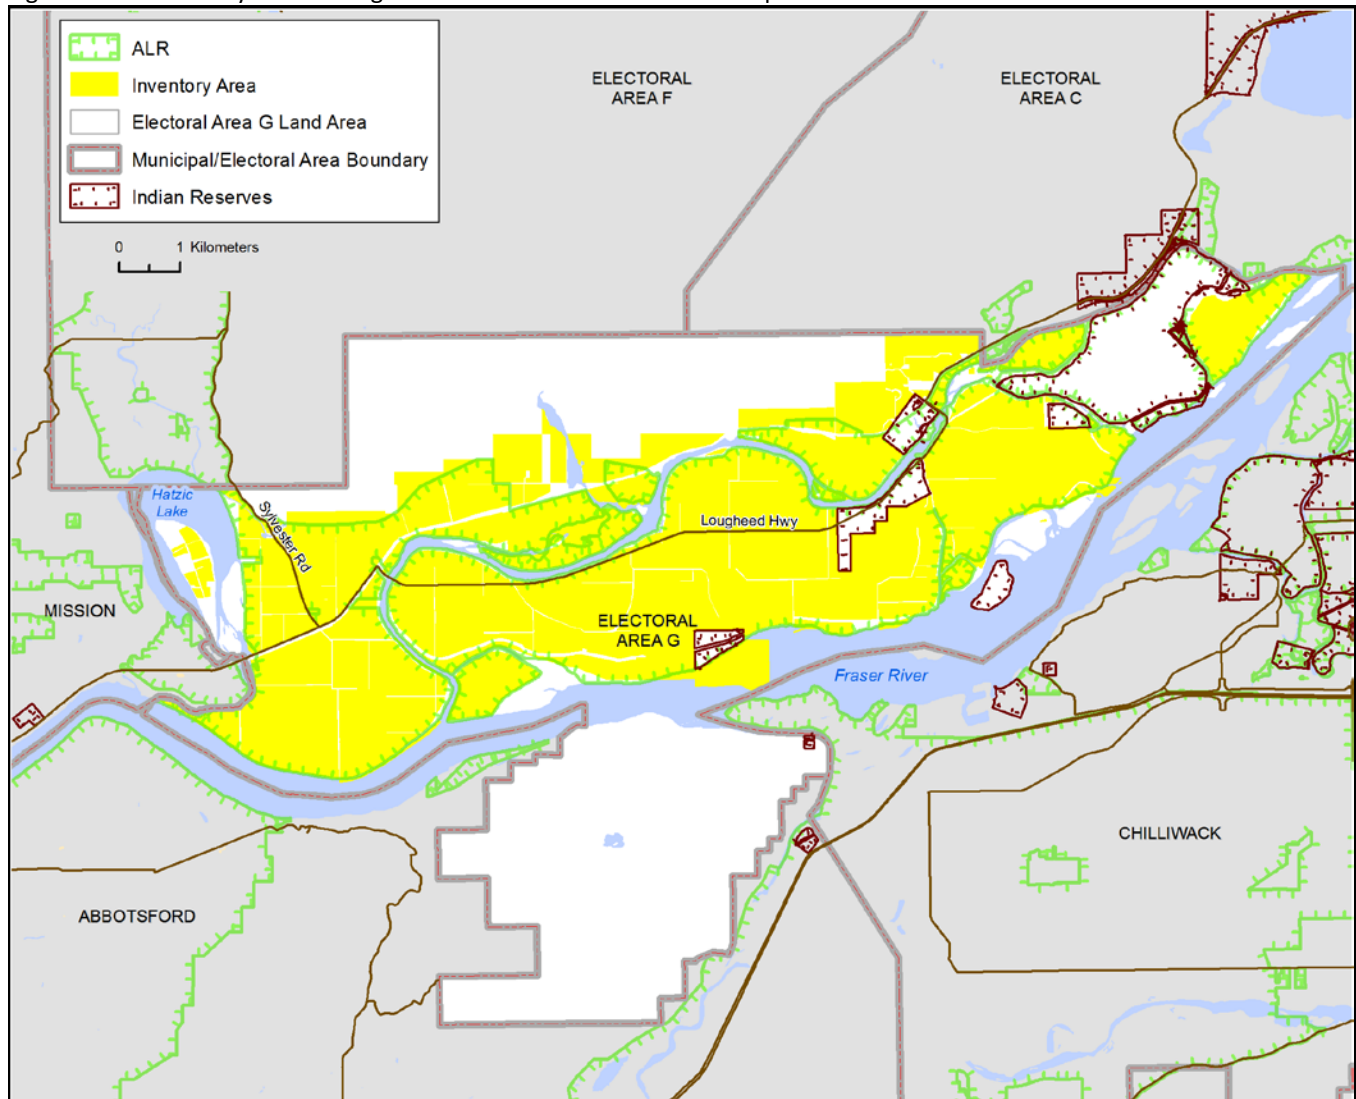 ALR
Inventory Area
Electoral Area G Land Area
Municipal/Electoral Area Boundary
Indian Reserves
0 1 Kilometers
ELECTORAL
AREA F
ELECTORAL
AREA C
Hatzic
Lake
Sylvester Rd
Lougheed Hwy
MISSION
ELECTORAL
AREA G
Fraser River
CHILLIWACK
ABBOTSFORD